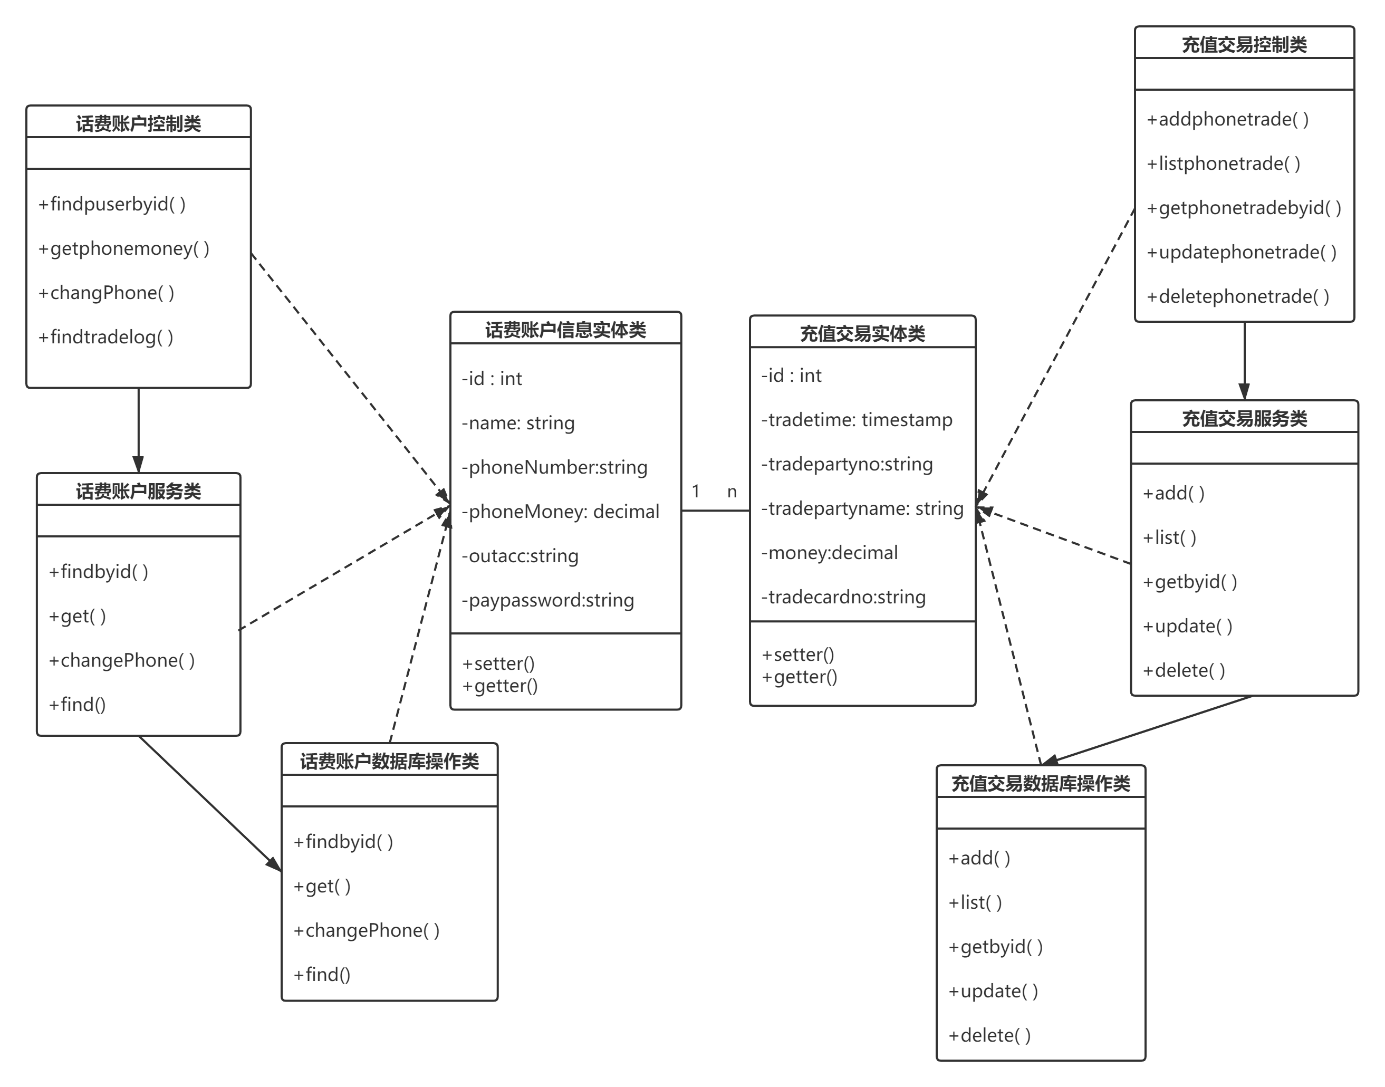 话费账户控制类
+findpuserbyid( )
+getphonemoney( )
+changPhone( )
+findtradelog( )
话费账户服务类
+findbyid( )
+get( )
+changePhone( )
+find()
话费账户数据库操作类
+findbyid( )
+get( )
+changePhone( )
+find()
话费账户信息实体类
-id : int
-name: string
-phoneNumber:string
-phoneMoney: decimal
-outacc:string
-paypassword:string
+setter()
+getter()
1 n
充值交易实体类
-id : int
-tradetime: timestamp
-tradepartyno:string
-tradepartyname: string
-money:decimal
-tradecardno:string
+setter()
+getter()
充值交易控制类
+addphonetrade( )
+listphonetrade( )
+getphonetradebyid( )
+updatephonetrade( )
+deletephonetrade( )
充值交易服务类
+add( )
+list( )
+getbyid( )
+update( )
+delete( )
充值交易数据库操作类
+add( )
+list( )
+getbyid( )
+update( )
+delete( )